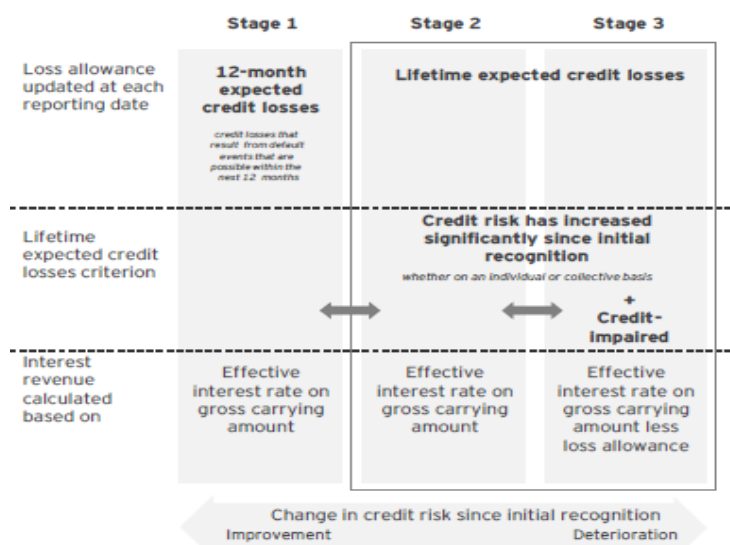 Stage 1
Stage 2
Stage 3
Loss allowance
updated at each
reporting date
12-month
expected
credit losses
credit losses that
result from default
events that are
possible within the
next 12 months
Lifetime expected credit losses
Lifetime
expected credit
losses criterion
Credit risk has increased
significantly since initial
recognition
whether on an individual or collective basis
+
Credit-
impaired
Interest
revenue
calculated
based on
Effective
interest rate on
gross carrying
amount
Effective
interest rate on
gross carrying
amount
Effective
interest rate on
gross carrying
amount less
loss allowance
Change in credit risk since initial recognition
Improvement
Deterioration